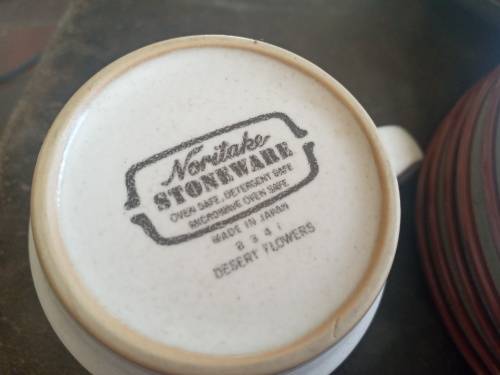 Noritake
STONEWARE
OVEN SAFE, DETERGENT SAFE
MICROWAVE OVEN SAFE
MADE IN JAPAN
8341
DESERT FLOWERS